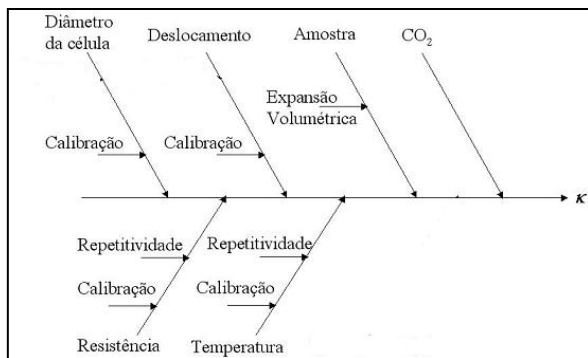 Diâmetro
da célula
Deslocamento
Amostra
CO₂
Expansão
Volumétrica
Calibração
Calibração
κ
Repetitividade
Repetitividade
Calibração
Calibração
Resistência
Temperatura